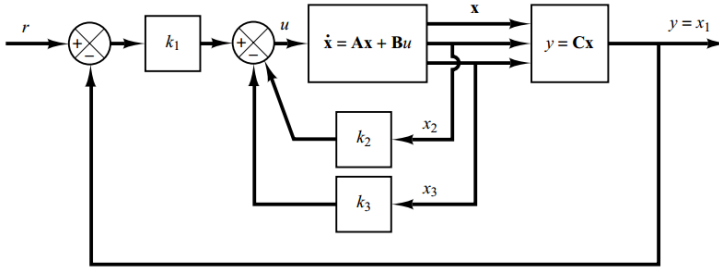 r
+
−
k₁
+
−
u
ẋ = Ax + Bu
x
y = Cx
y = x₁
k₂
x₂
k₃
x₃